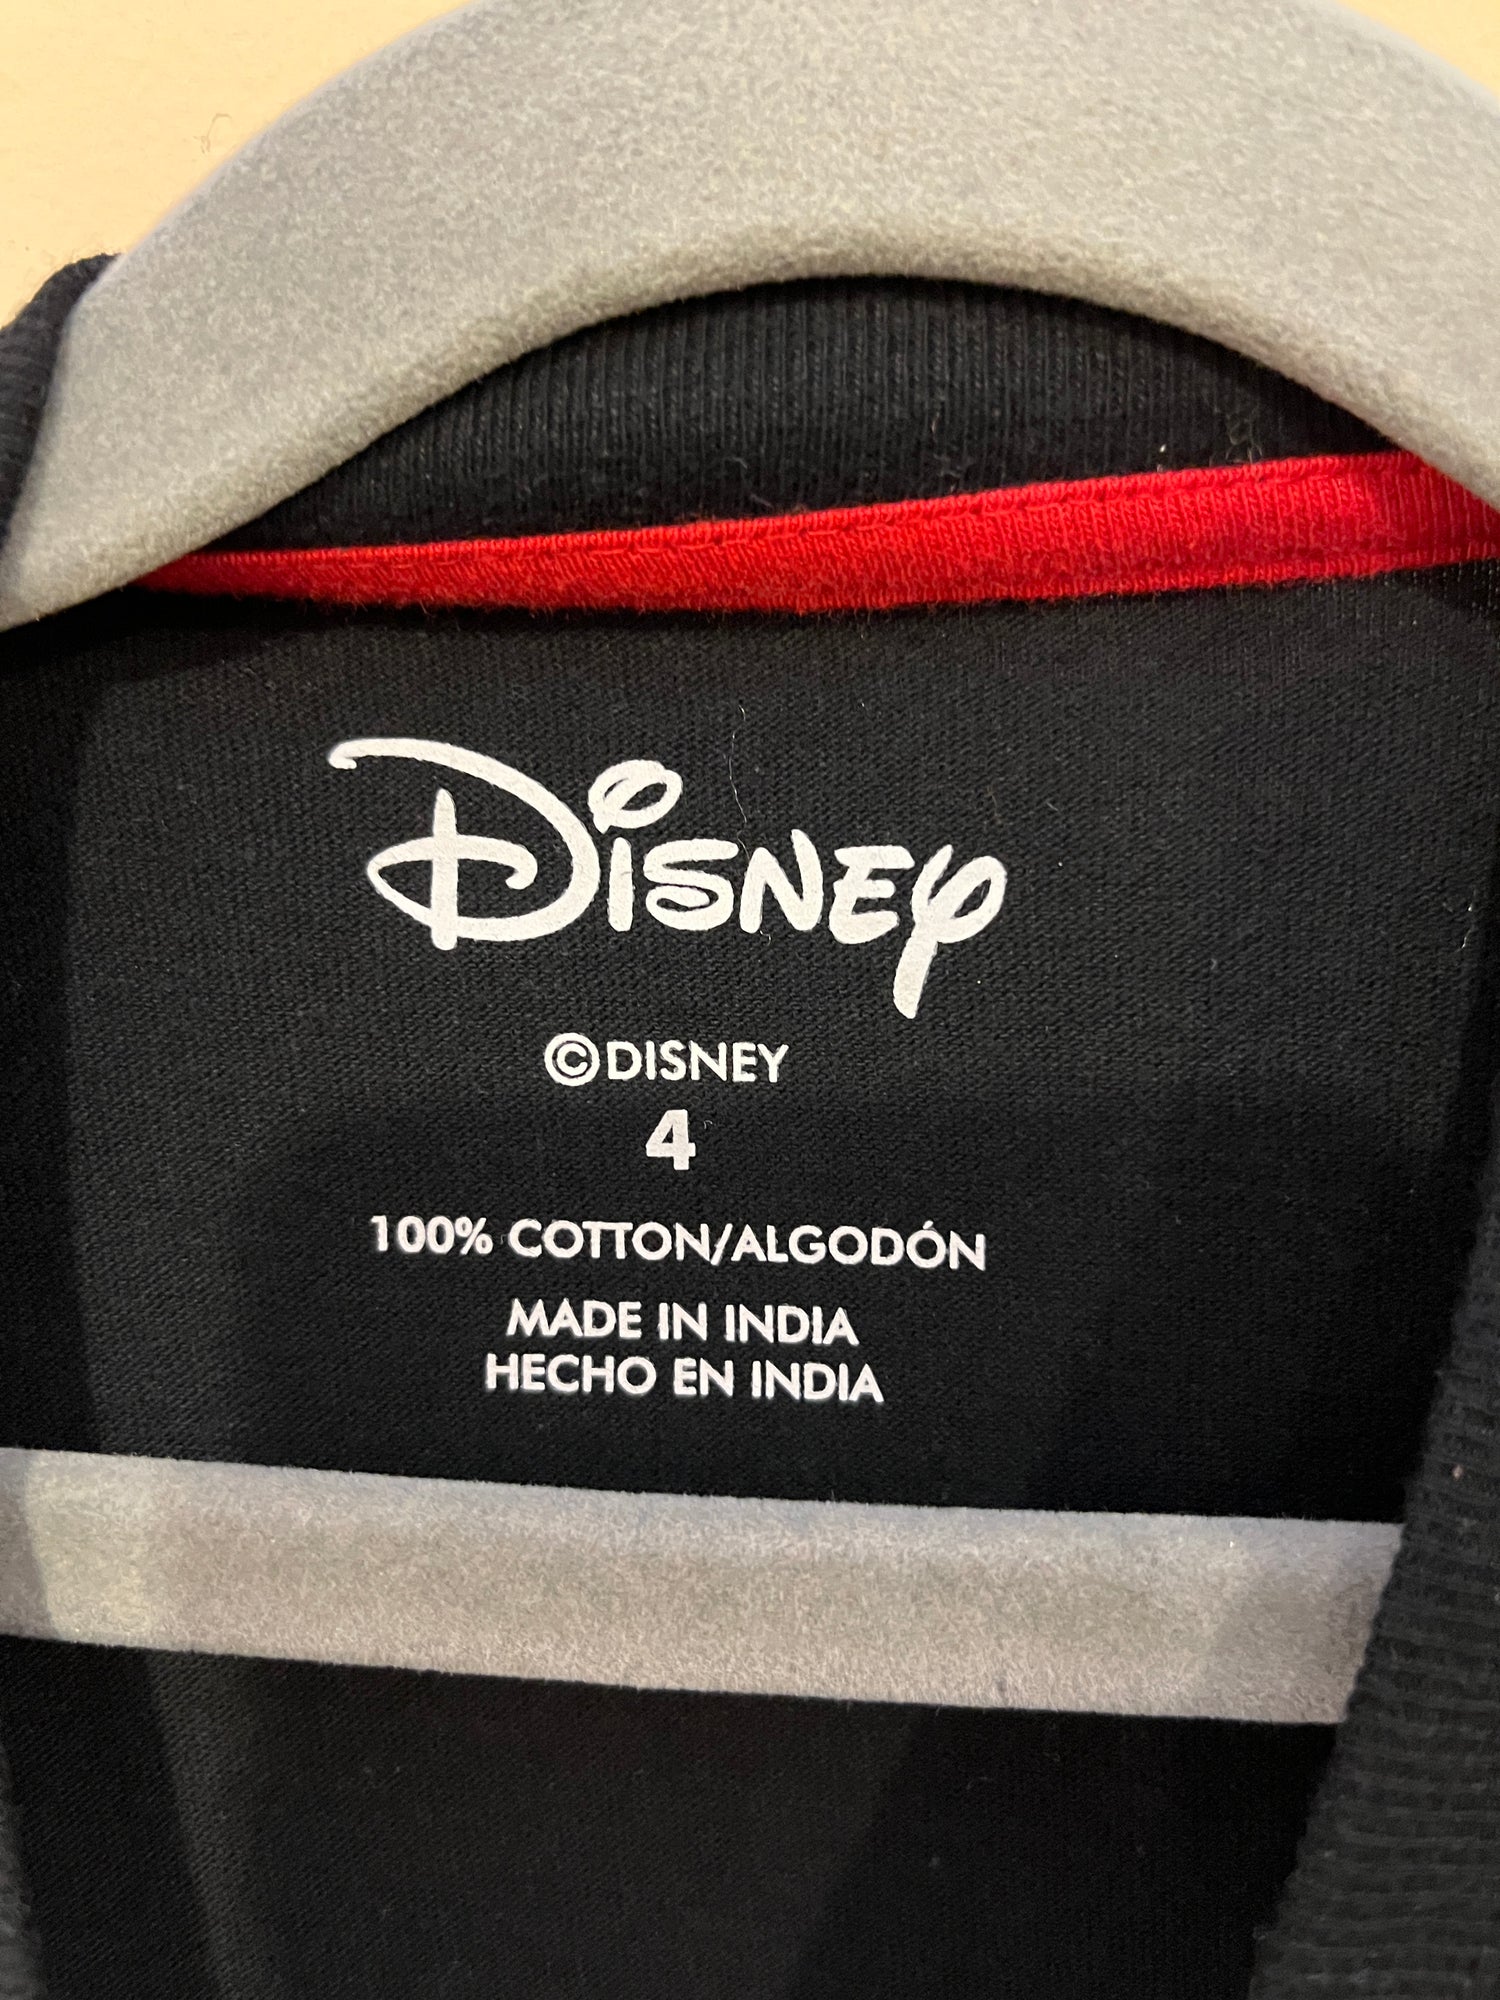 Disney
©DISNEY
4
100% COTTON/ALGODÓN
MADE IN INDIA
HECHO EN INDIA